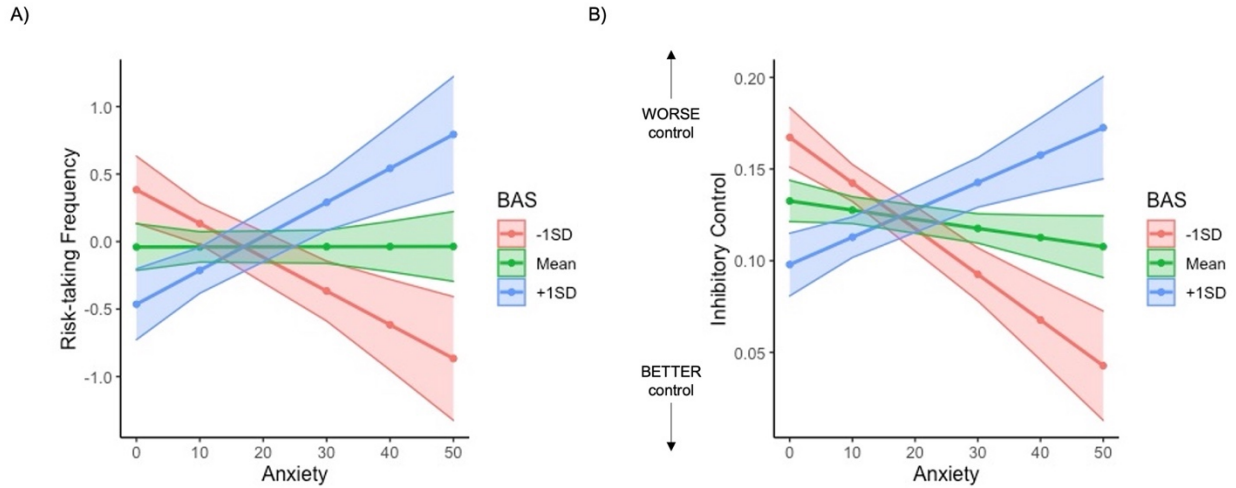 A)
Risk-taking Frequency
1.0
0.5
0.0
-0.5
-1.0
0 10 20 30 40 50
Anxiety
BAS
-1SD
Mean
+1SD
B)
WORSE
control
BETTER
control
Inhibitory Control
0.20
0.15
0.10
0.05
0 10 20 30 40 50
Anxiety
BAS
-1SD
Mean
+1SD